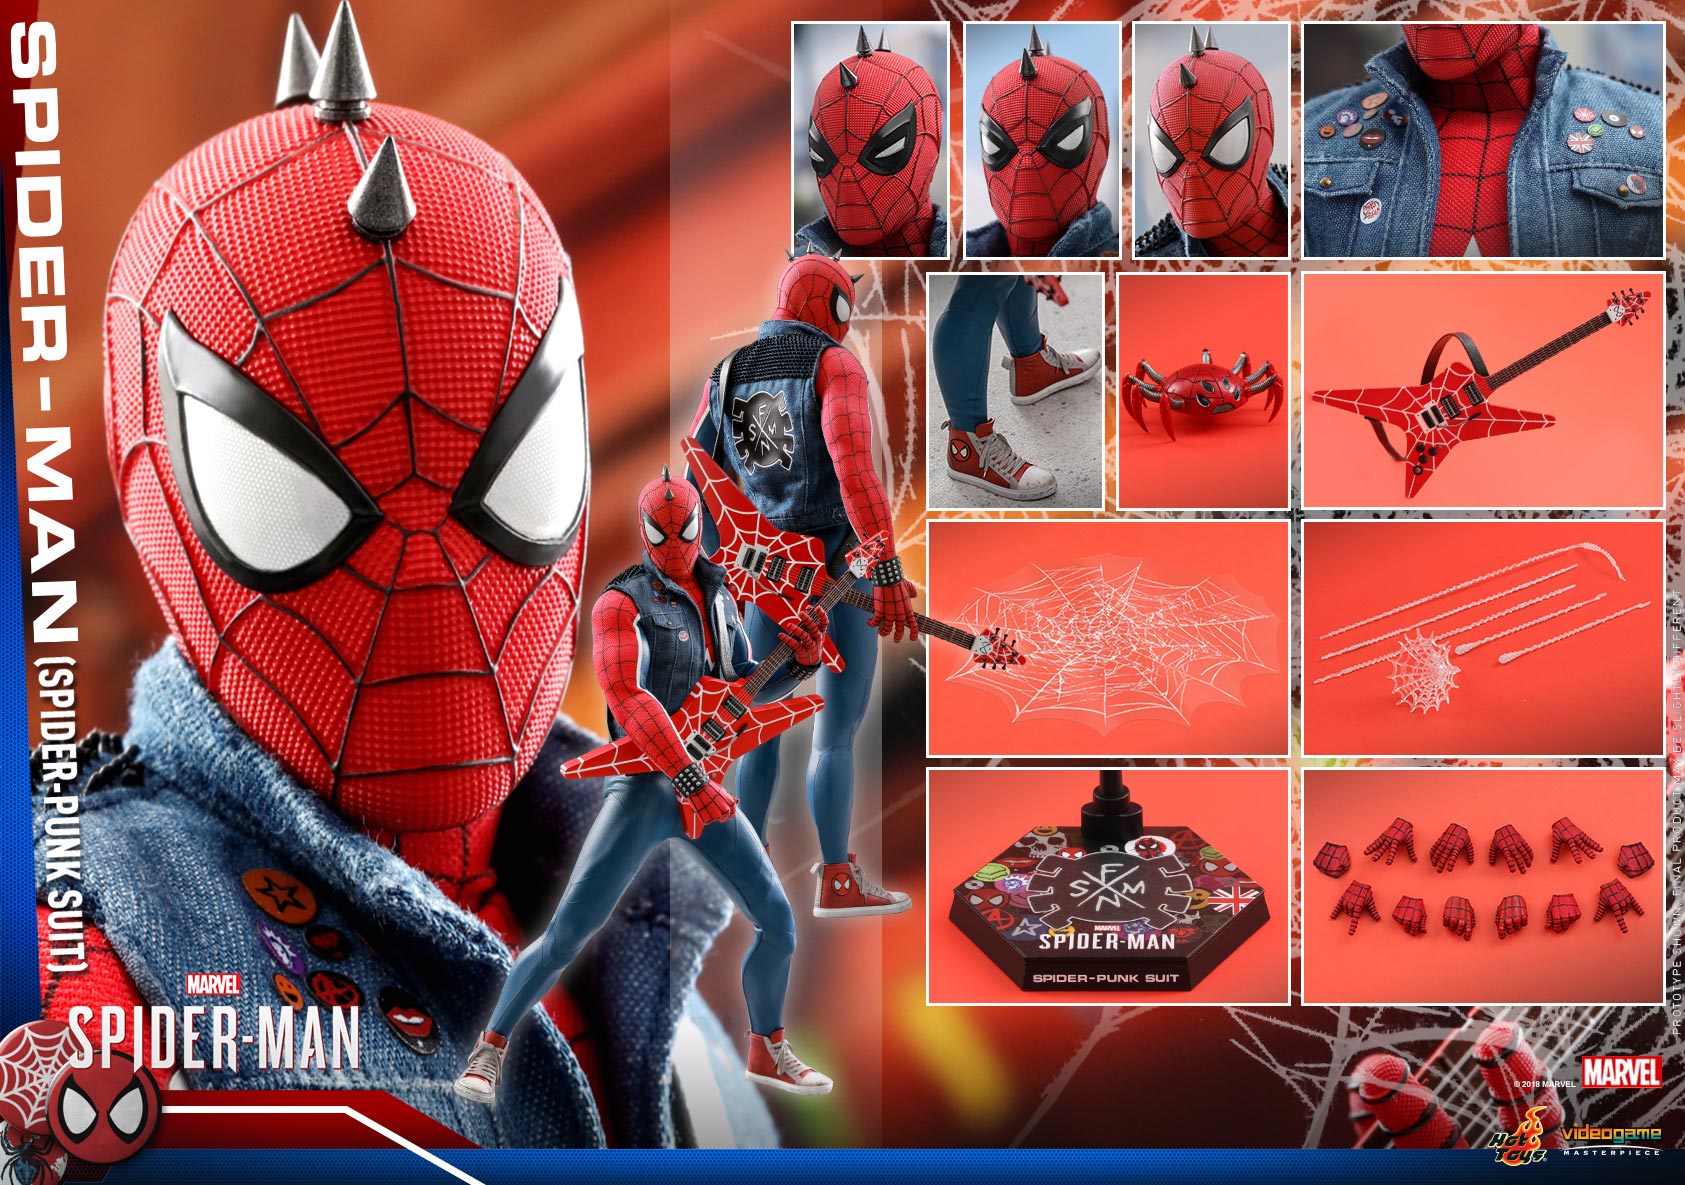 SPIDER-MAN (SPIDER-PUNK SUIT)
MARVEL
SPIDER-MAN
F
S M
N
F
S M
N
MARVEL
SPIDER-MAN
SPIDER-PUNK SUIT
PROTOTYPE SHOWN, FINAL PRODUCT MAY BE SLIGHTLY DIFFERENT
© 2018 MARVEL
MARVEL
Hot Toys
videogame
MASTERPIECE